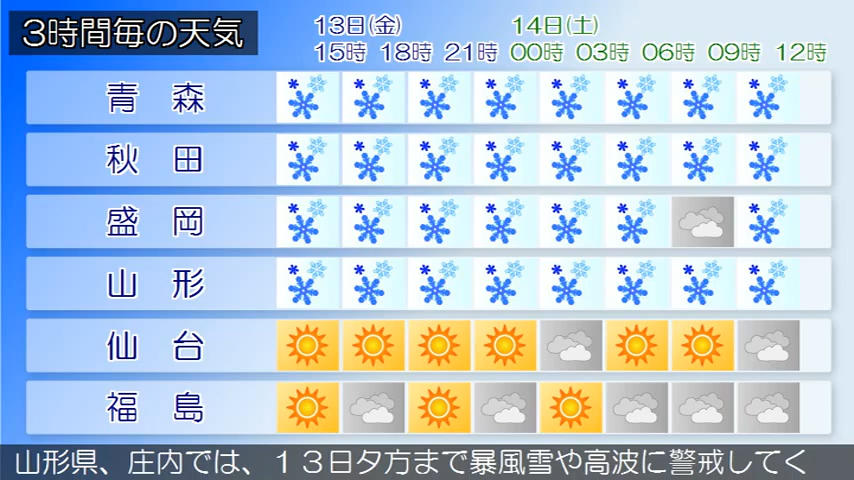 3時間毎の天気
13日(金) 14日(土)
15時 18時 21時 00時 03時 06時 09時 12時
青森
秋田
盛岡
山形
仙台
福島
山形県、庄内では、１３日夕方まで暴風雪や高波に警戒してく